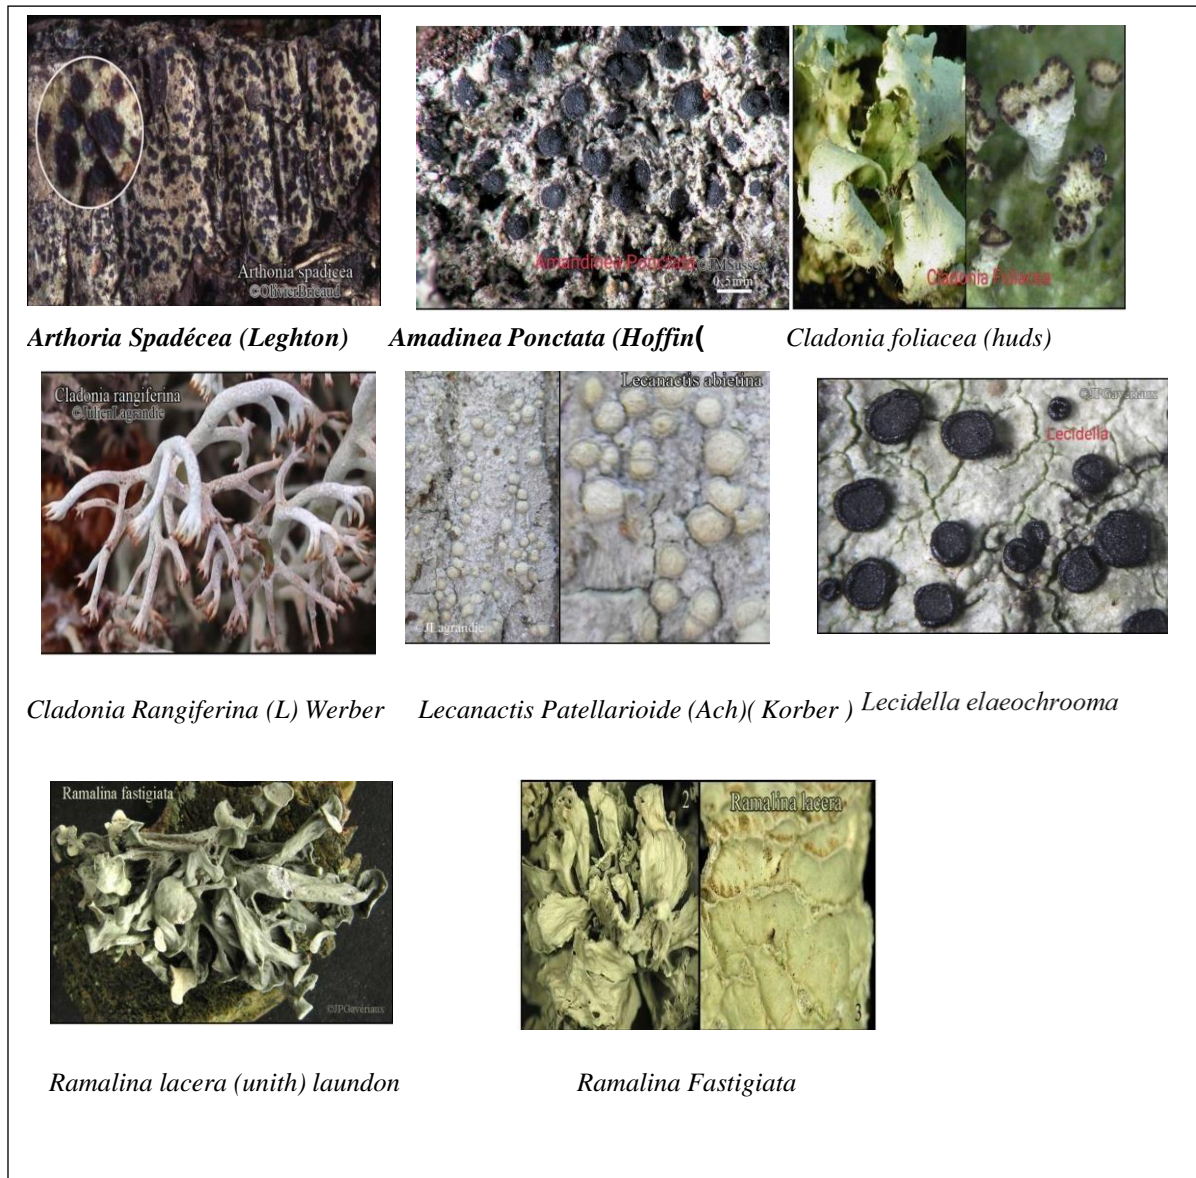 Arthonia spadicea
©OlivierBricaud
Amandinea Ponctata ©JMSussey
0,5mm
Cladonia Foliacea
Arthoria Spadécea (Leghton) Amadinea Ponctata (Hoffin( Cladonia foliacea (huds)
Cladonia rangiferina
©JulienLagrandie
Lecanactis abietina
©JLagrandie
©JPGavériaux
Lecidella
Cladonia Rangiferina (L) Werber Lecanactis Patellarioide (Ach)( Korber ) Lecidella elaeochrooma
Ramalina fastigiata
©JPGavériaux
2
Ramalina lacera
3
Ramalina lacera (unith) laundon Ramalina Fastigiata